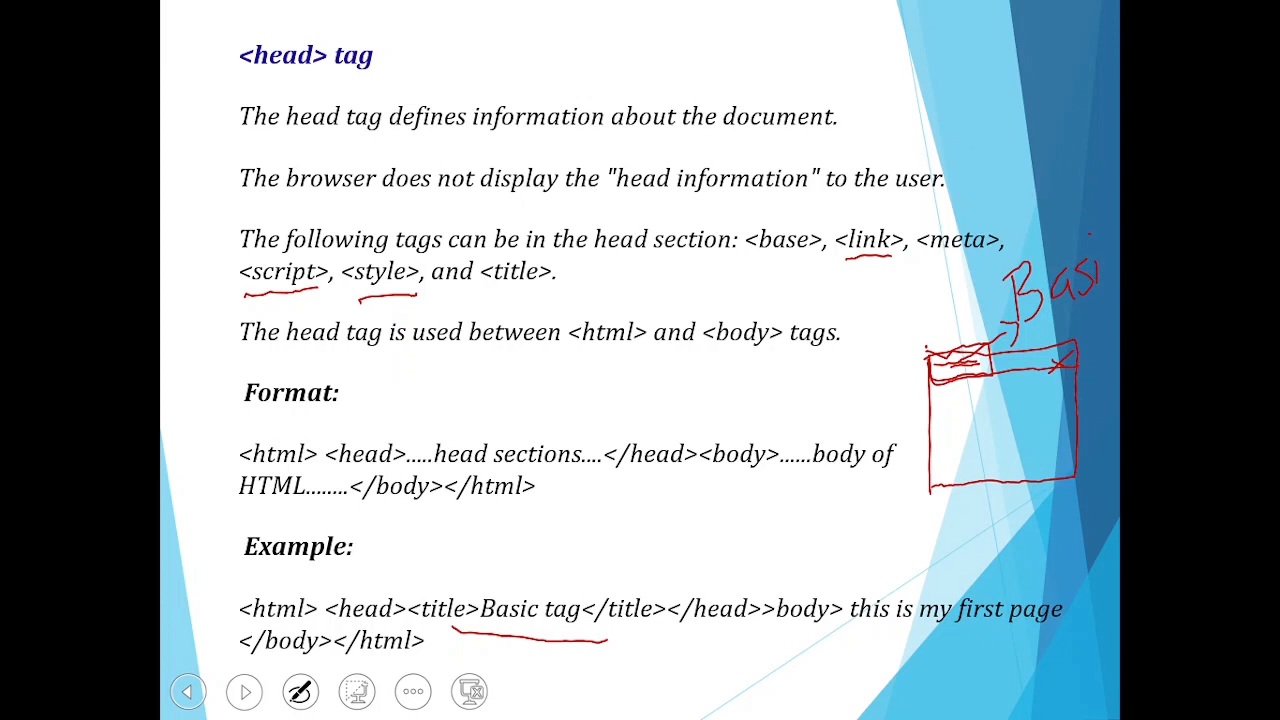 <head> tag
The head tag defines information about the document.
The browser does not display the "head information" to the user.
The following tags can be in the head section: <base>, <link>, <meta>,
<script>, <style>, and <title>.
Basi
The head tag is used between <html> and <body> tags.
Format:
<html> <head>.....head sections....</head><body>......body of
HTML........</body></html>
Example:
<html> <head><title>Basic tag</title></head>>body> this is my first page
</body></html>